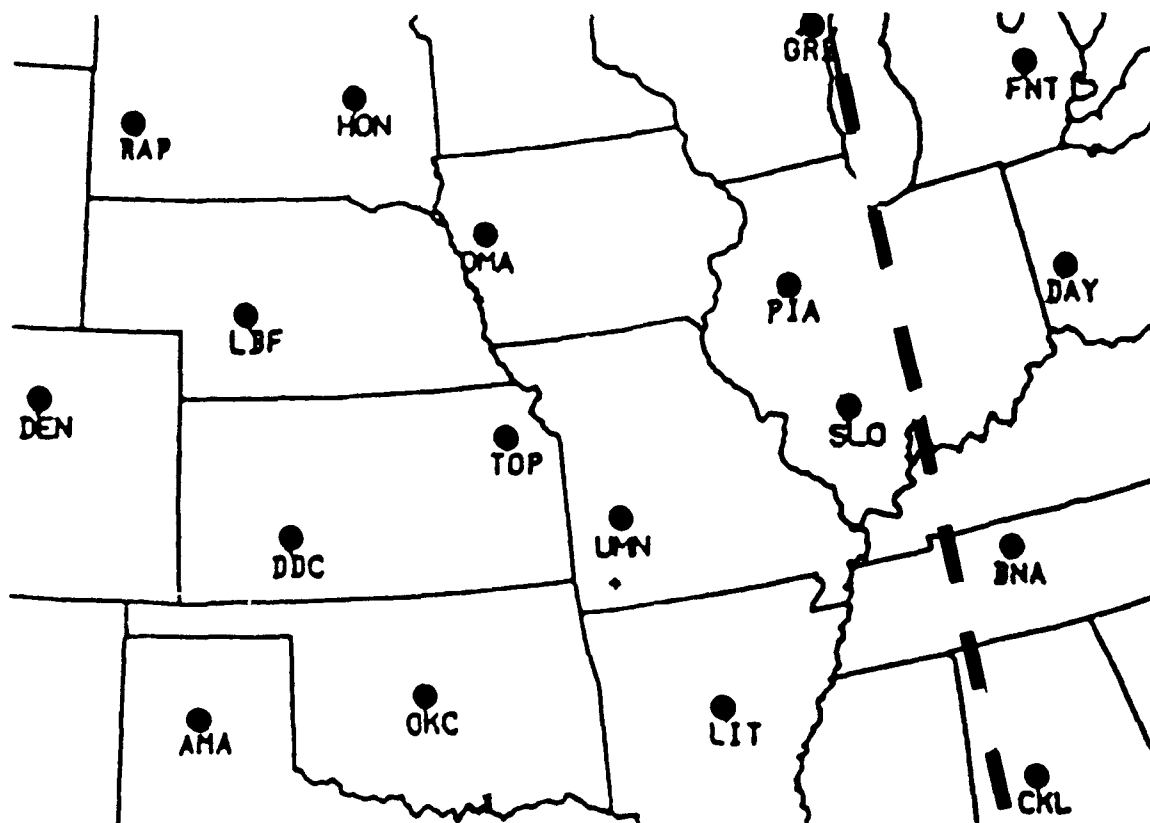 GRB
FNT
HON
RAP
OMA
DAY
PIA
LBF
DEN
SLO
TOP
UMN
DDC
BNA
OKC
LIT
AMA
CKL